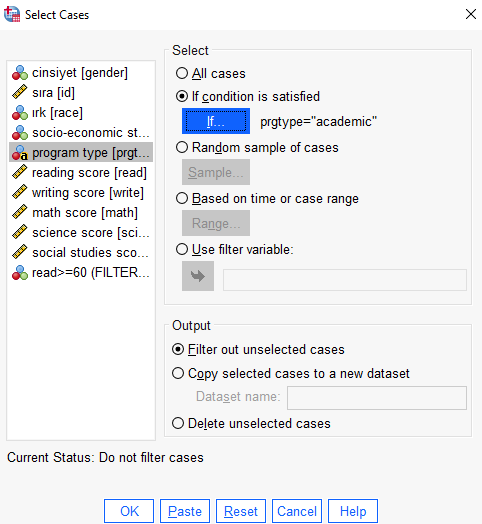 Select Cases
cinsiyet [gender]
sıra [id]
ırk [race]
socio-economic st...
program type [prgt...
reading score [read]
writing score [write]
math score [math]
science score [sci...
social studies sco...
read>=60 (FILTER...
Select
All cases
If condition is satisfied
If... prgtype="academic"
Random sample of cases
Sample...
Based on time or case range
Range...
Use filter variable:
Output
Filter out unselected cases
Copy selected cases to a new dataset
Dataset name:
Delete unselected cases
Current Status: Do not filter cases
OK Paste Reset Cancel Help